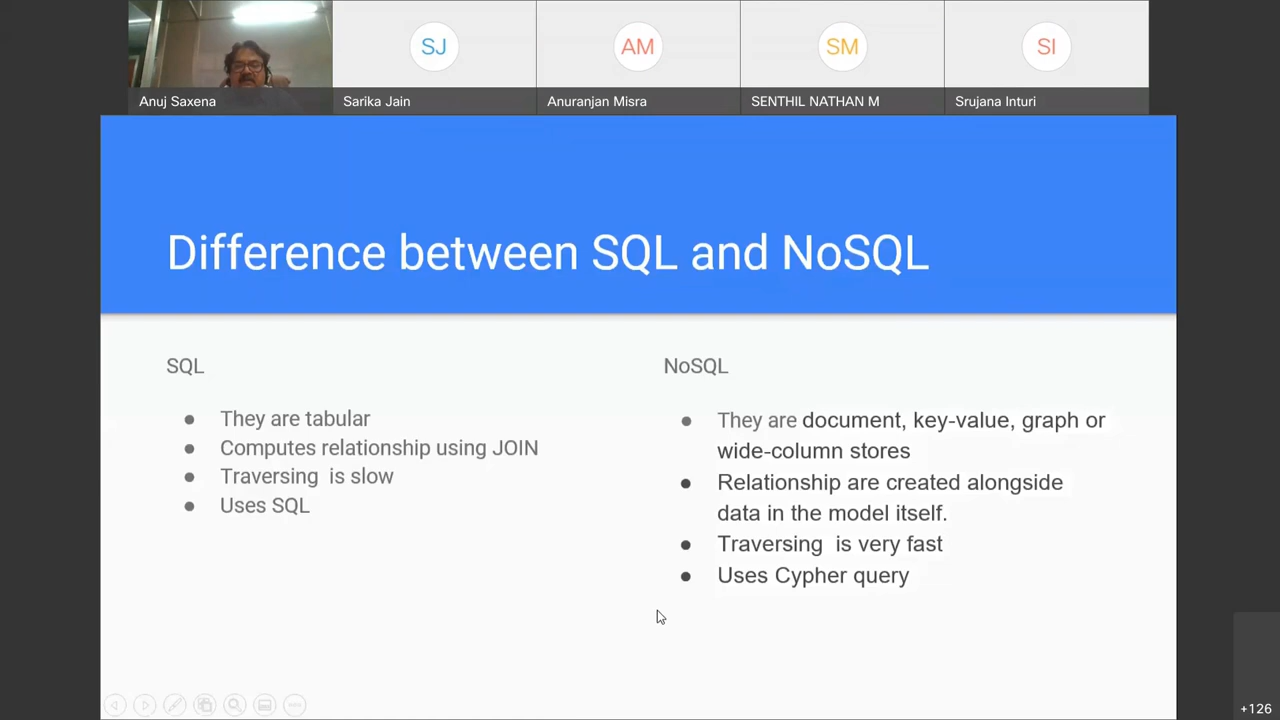 SJ
AM
SM
SI
Anuj Saxena
Sarika Jain
Anuranjan Misra
SENTHIL NATHAN M
Srujana Inturi
Difference between SQL and NoSQL
SQL
● They are tabular
● Computes relationship using JOIN
● Traversing is slow
● Uses SQL
NoSQL
● They are document, key-value, graph or
wide-column stores
● Relationship are created alongside
data in the model itself.
● Traversing is very fast
● Uses Cypher query
+126